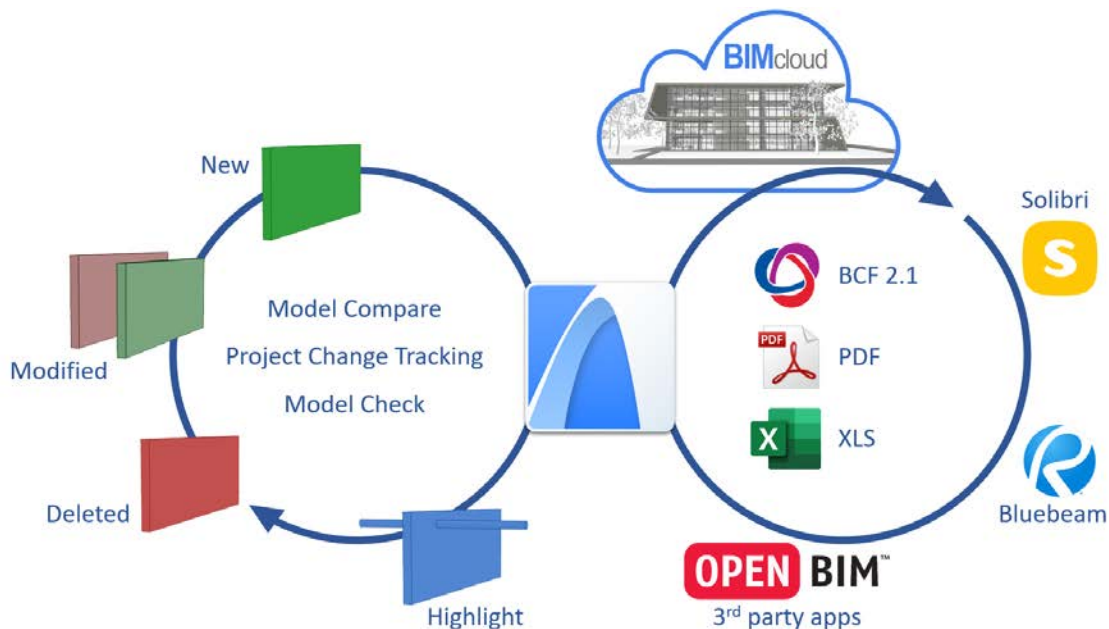 BIMcloud
New
Solibri
S
BCF 2.1
Model Compare
PDF
PDF
Project Change Tracking
Modified
Model Check
X
XLS
Deleted
Bluebeam
OPEN BIM™
Highlight
3rd party apps